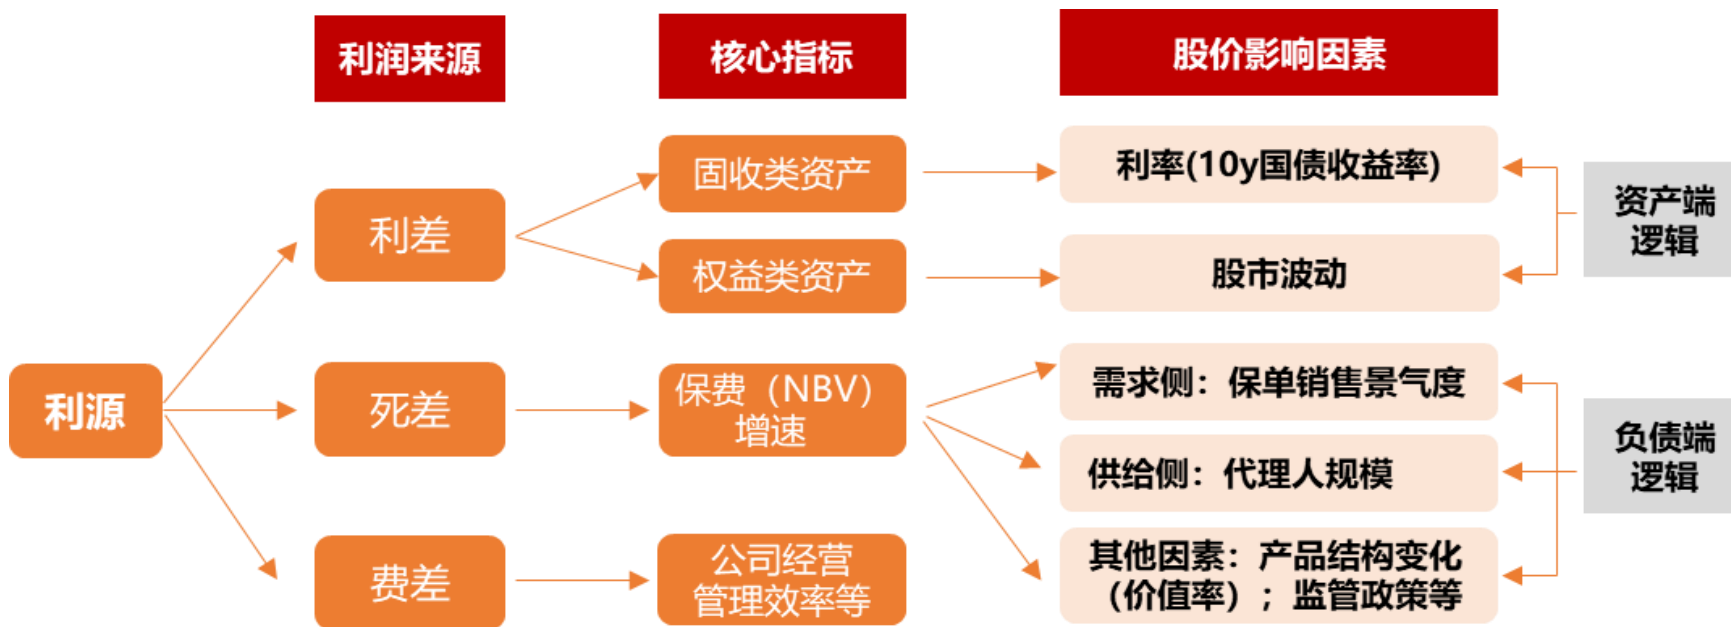 利润来源
核心指标
股价影响因素
固收类资产
利率(10y国债收益率)
利差
资产端
逻辑
权益类资产
股市波动
利源
死差
保费（NBV）
增速
需求侧：保单销售景气度
供给侧：代理人规模
负债端
逻辑
费差
公司经营
管理效率等
其他因素：产品结构变化
（价值率）；监管政策等